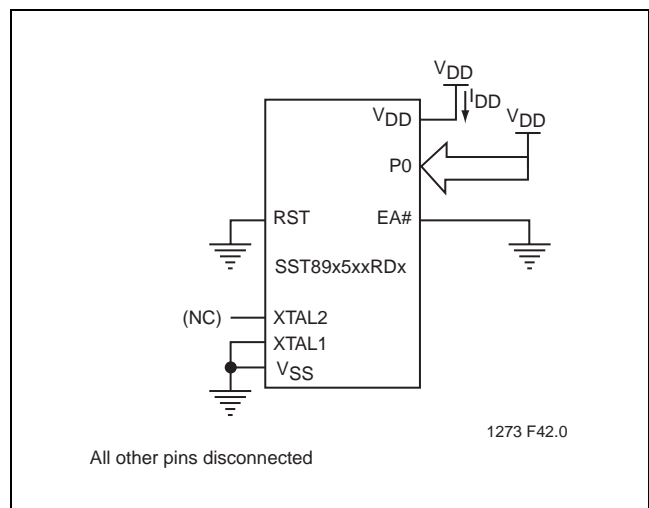 VDD
IDD
VDD
VDD
P0
RST
EA#
SST89x5xxRDx
(NC)
XTAL2
XTAL1
VSS
1273 F42.0
All other pins disconnected